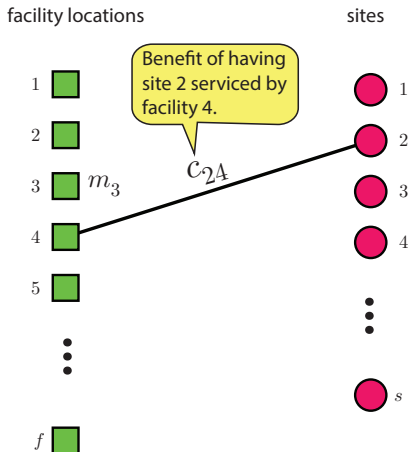 facility locations
sites
Benefit of having
site 2 serviced by
facility 4.
1
2
3 m₃
4
5
f
c₂₄
1
2
3
4
s